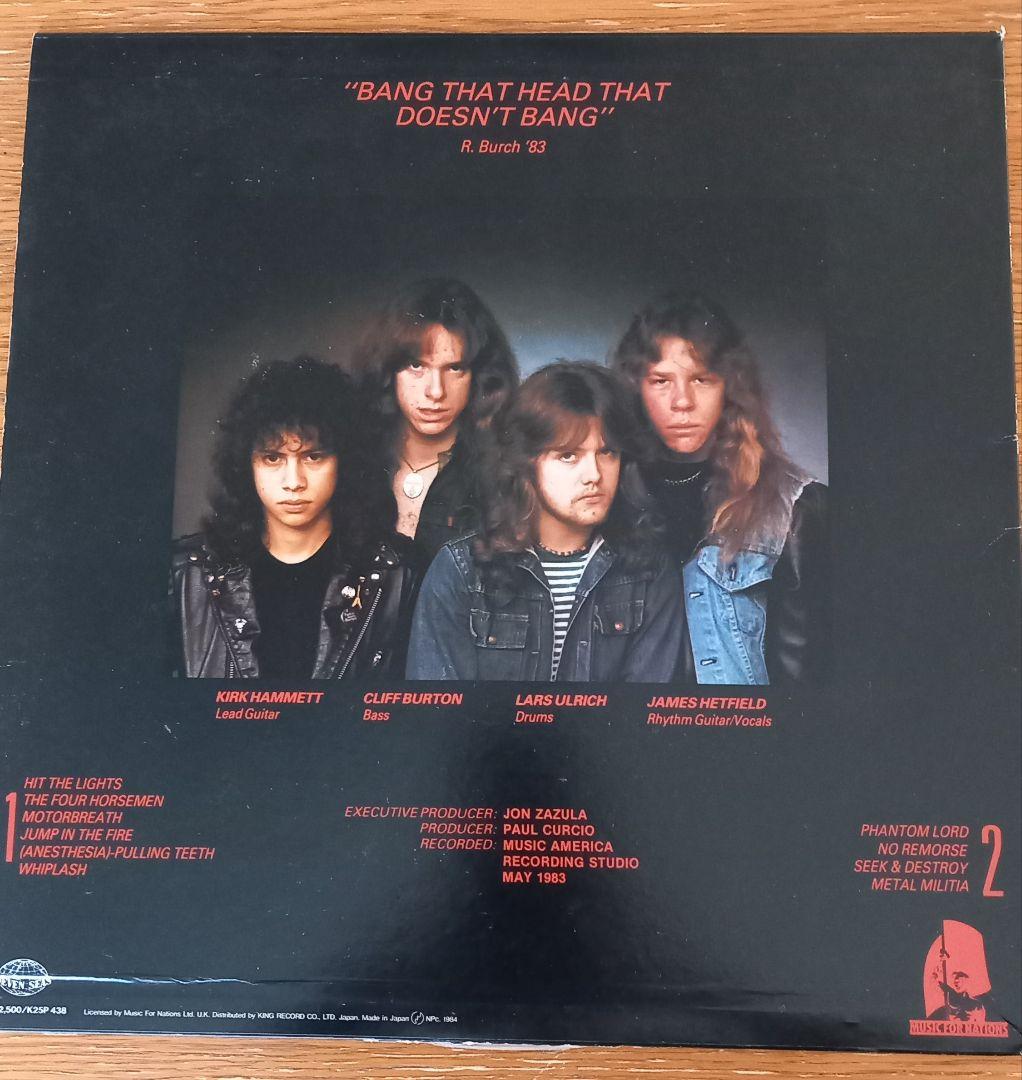 "BANG THAT HEAD THAT
DOESN'T BANG"
R. Burch '83
KIRK HAMMETT
Lead Guitar
CLIFF BURTON
Bass
LARS ULRICH
Drums
JAMES HETFIELD
Rhythm Guitar/Vocals
1
HIT THE LIGHTS
THE FOUR HORSEMEN
MOTORBREATH
JUMP IN THE FIRE
(ANESTHESIA)-PULLING TEETH
WHIPLASH
EXECUTIVE PRODUCER: JON ZAZULA
PRODUCER: PAUL CURCIO
RECORDED: MUSIC AMERICA
RECORDING STUDIO
MAY 1983
PHANTOM LORD
NO REMORSE
SEEK & DESTROY
METAL MILITIA
2
EVEN SEAS
2,500/K25P 438
Licensed by Music For Nations Ltd. U.K. Distributed by KING RECORD CO., LTD. Japan. Made in Japan NPc. 1984
MUSIC FOR NATIONS